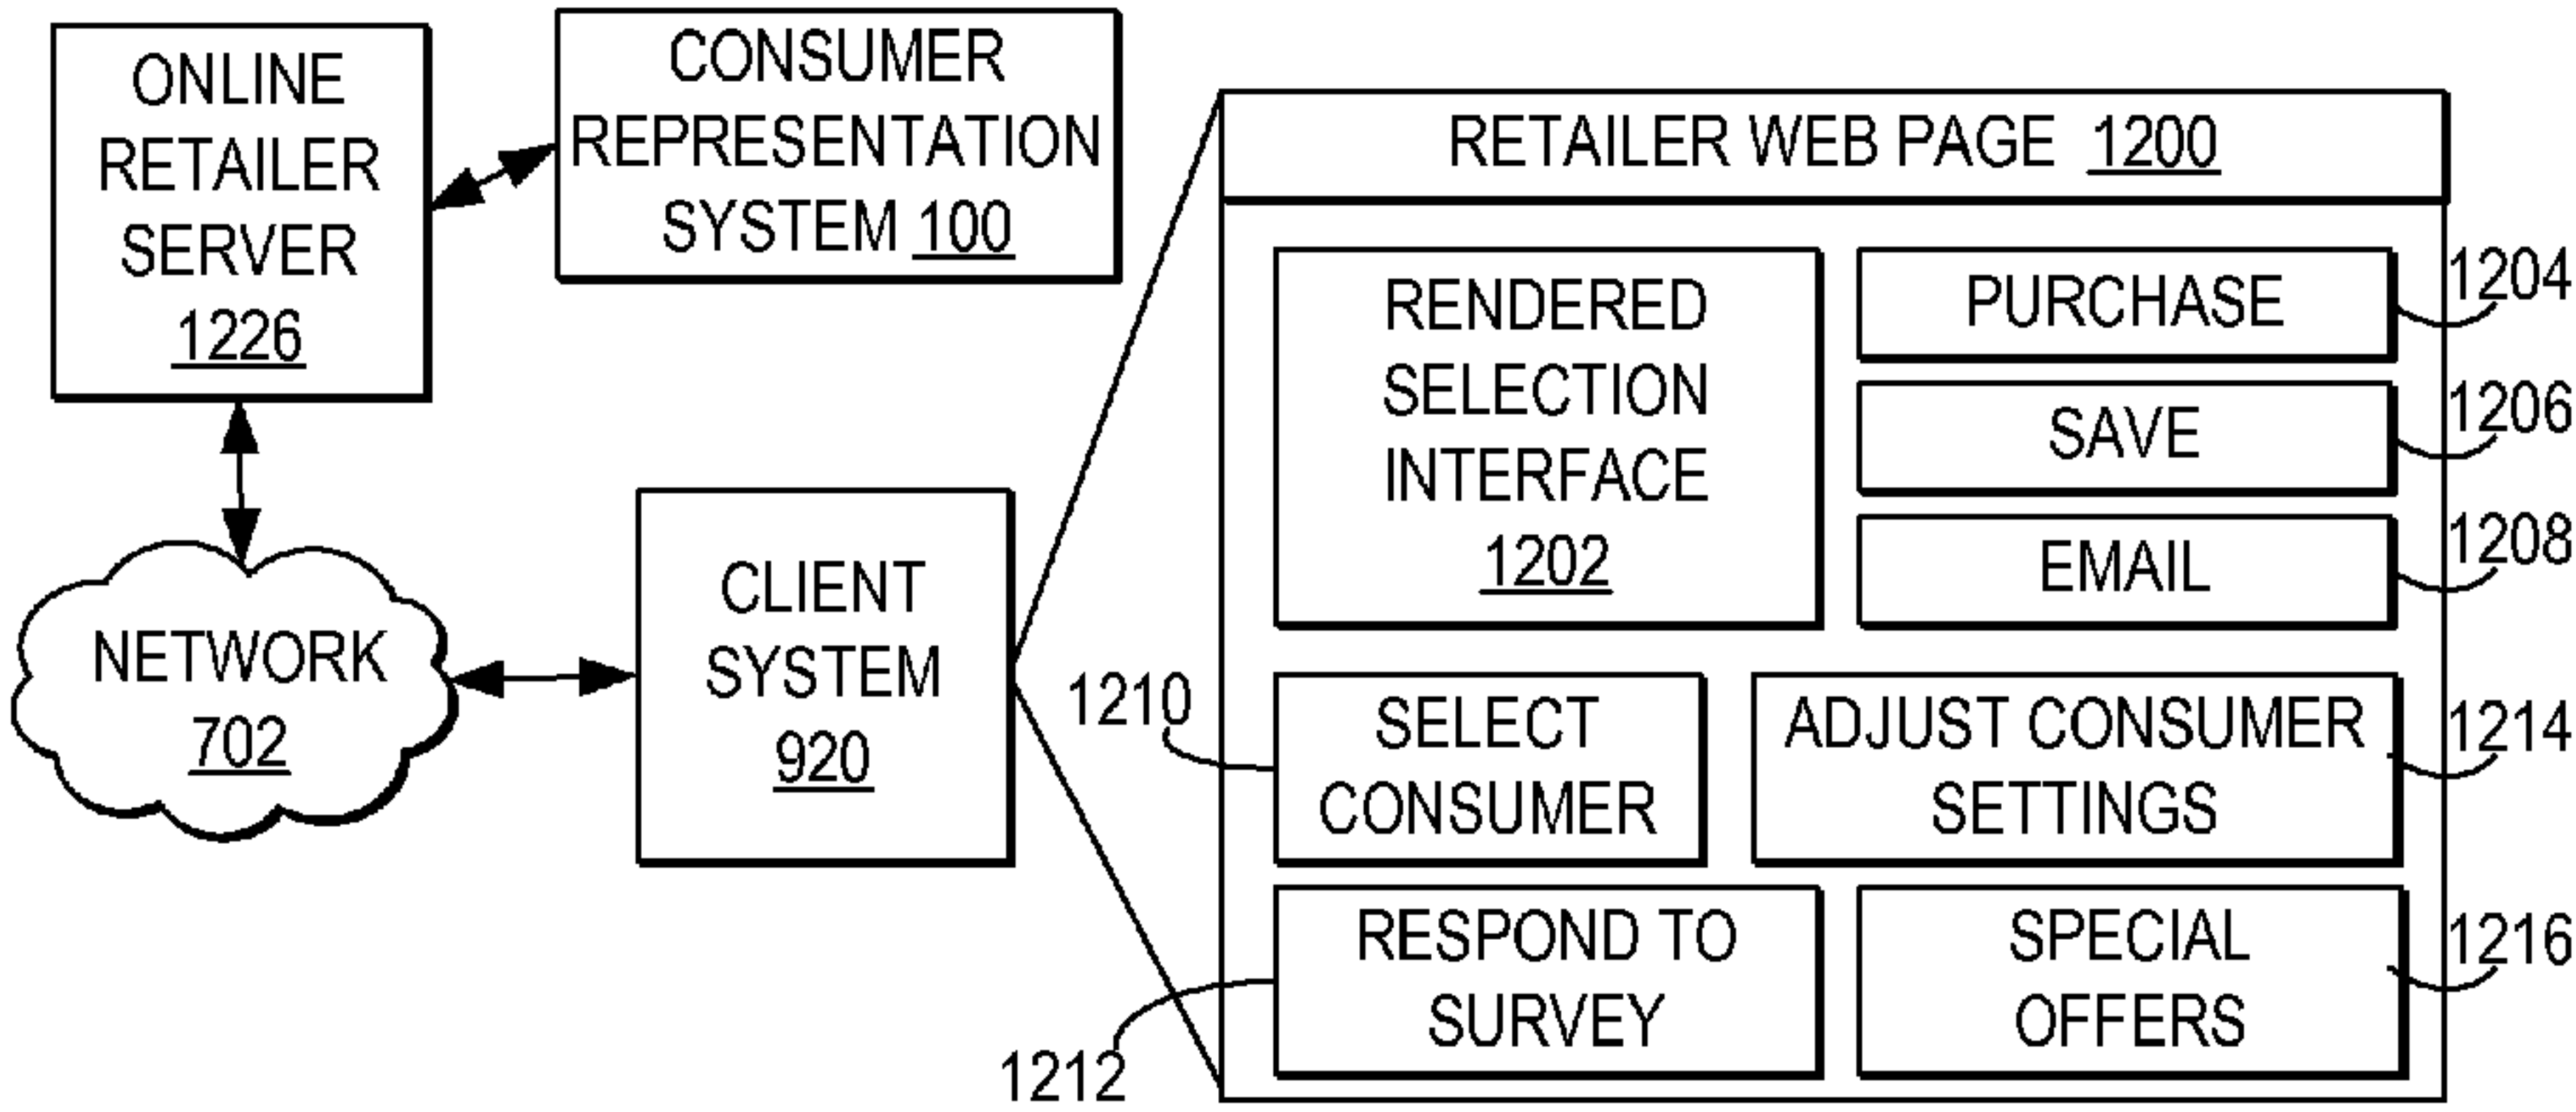 ONLINE
RETAILER
SERVER
1226
CONSUMER
REPRESENTATION
SYSTEM 100
NETWORK
702
CLIENT
SYSTEM
920
RETAILER WEB PAGE 1200
RENDERED
SELECTION
INTERFACE
1202
PURCHASE
1204
SAVE
1206
EMAIL
1208
1210
SELECT
CONSUMER
ADJUST CONSUMER
SETTINGS
1214
RESPOND TO
SURVEY
1212
SPECIAL
OFFERS
1216